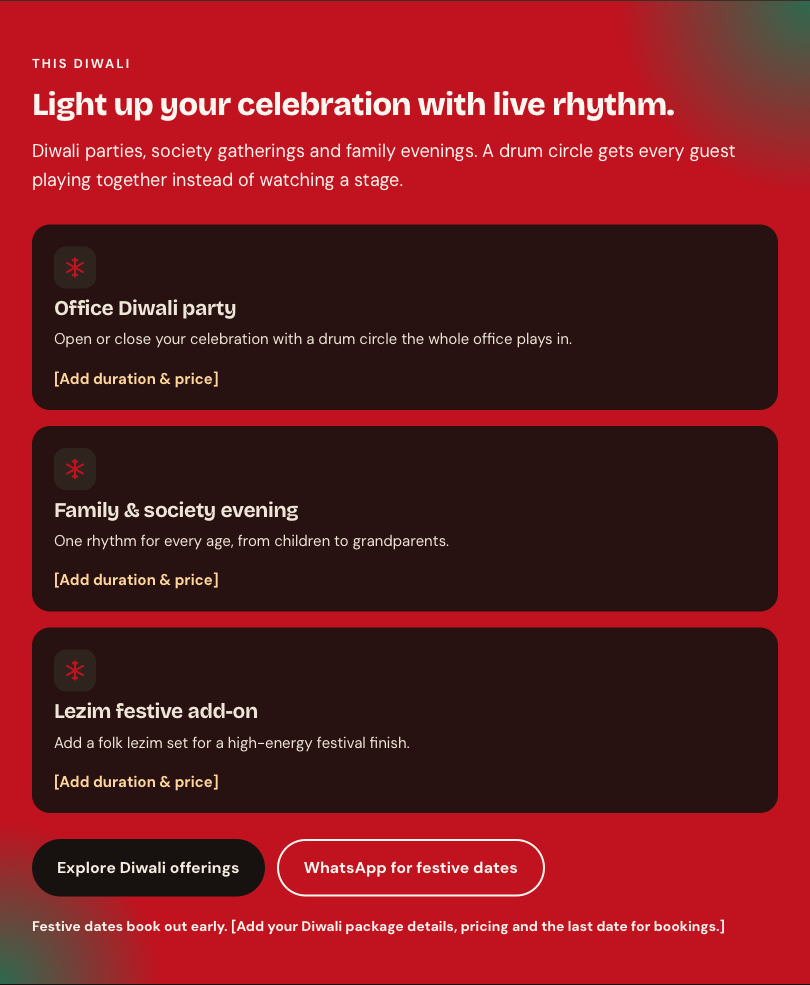 THIS DIWALI
Light up your celebration with live rhythm.
Diwali parties, society gatherings and family evenings. A drum circle gets every guest
playing together instead of watching a stage.
Office Diwali party
Open or close your celebration with a drum circle the whole office plays in.
[Add duration & price]
Family & society evening
One rhythm for every age, from children to grandparents.
[Add duration & price]
Lezim festive add-on
Add a folk lezim set for a high-energy festival finish.
[Add duration & price]
Explore Diwali offerings
WhatsApp for festive dates
Festive dates book out early. [Add your Diwali package details, pricing and the last date for bookings.]